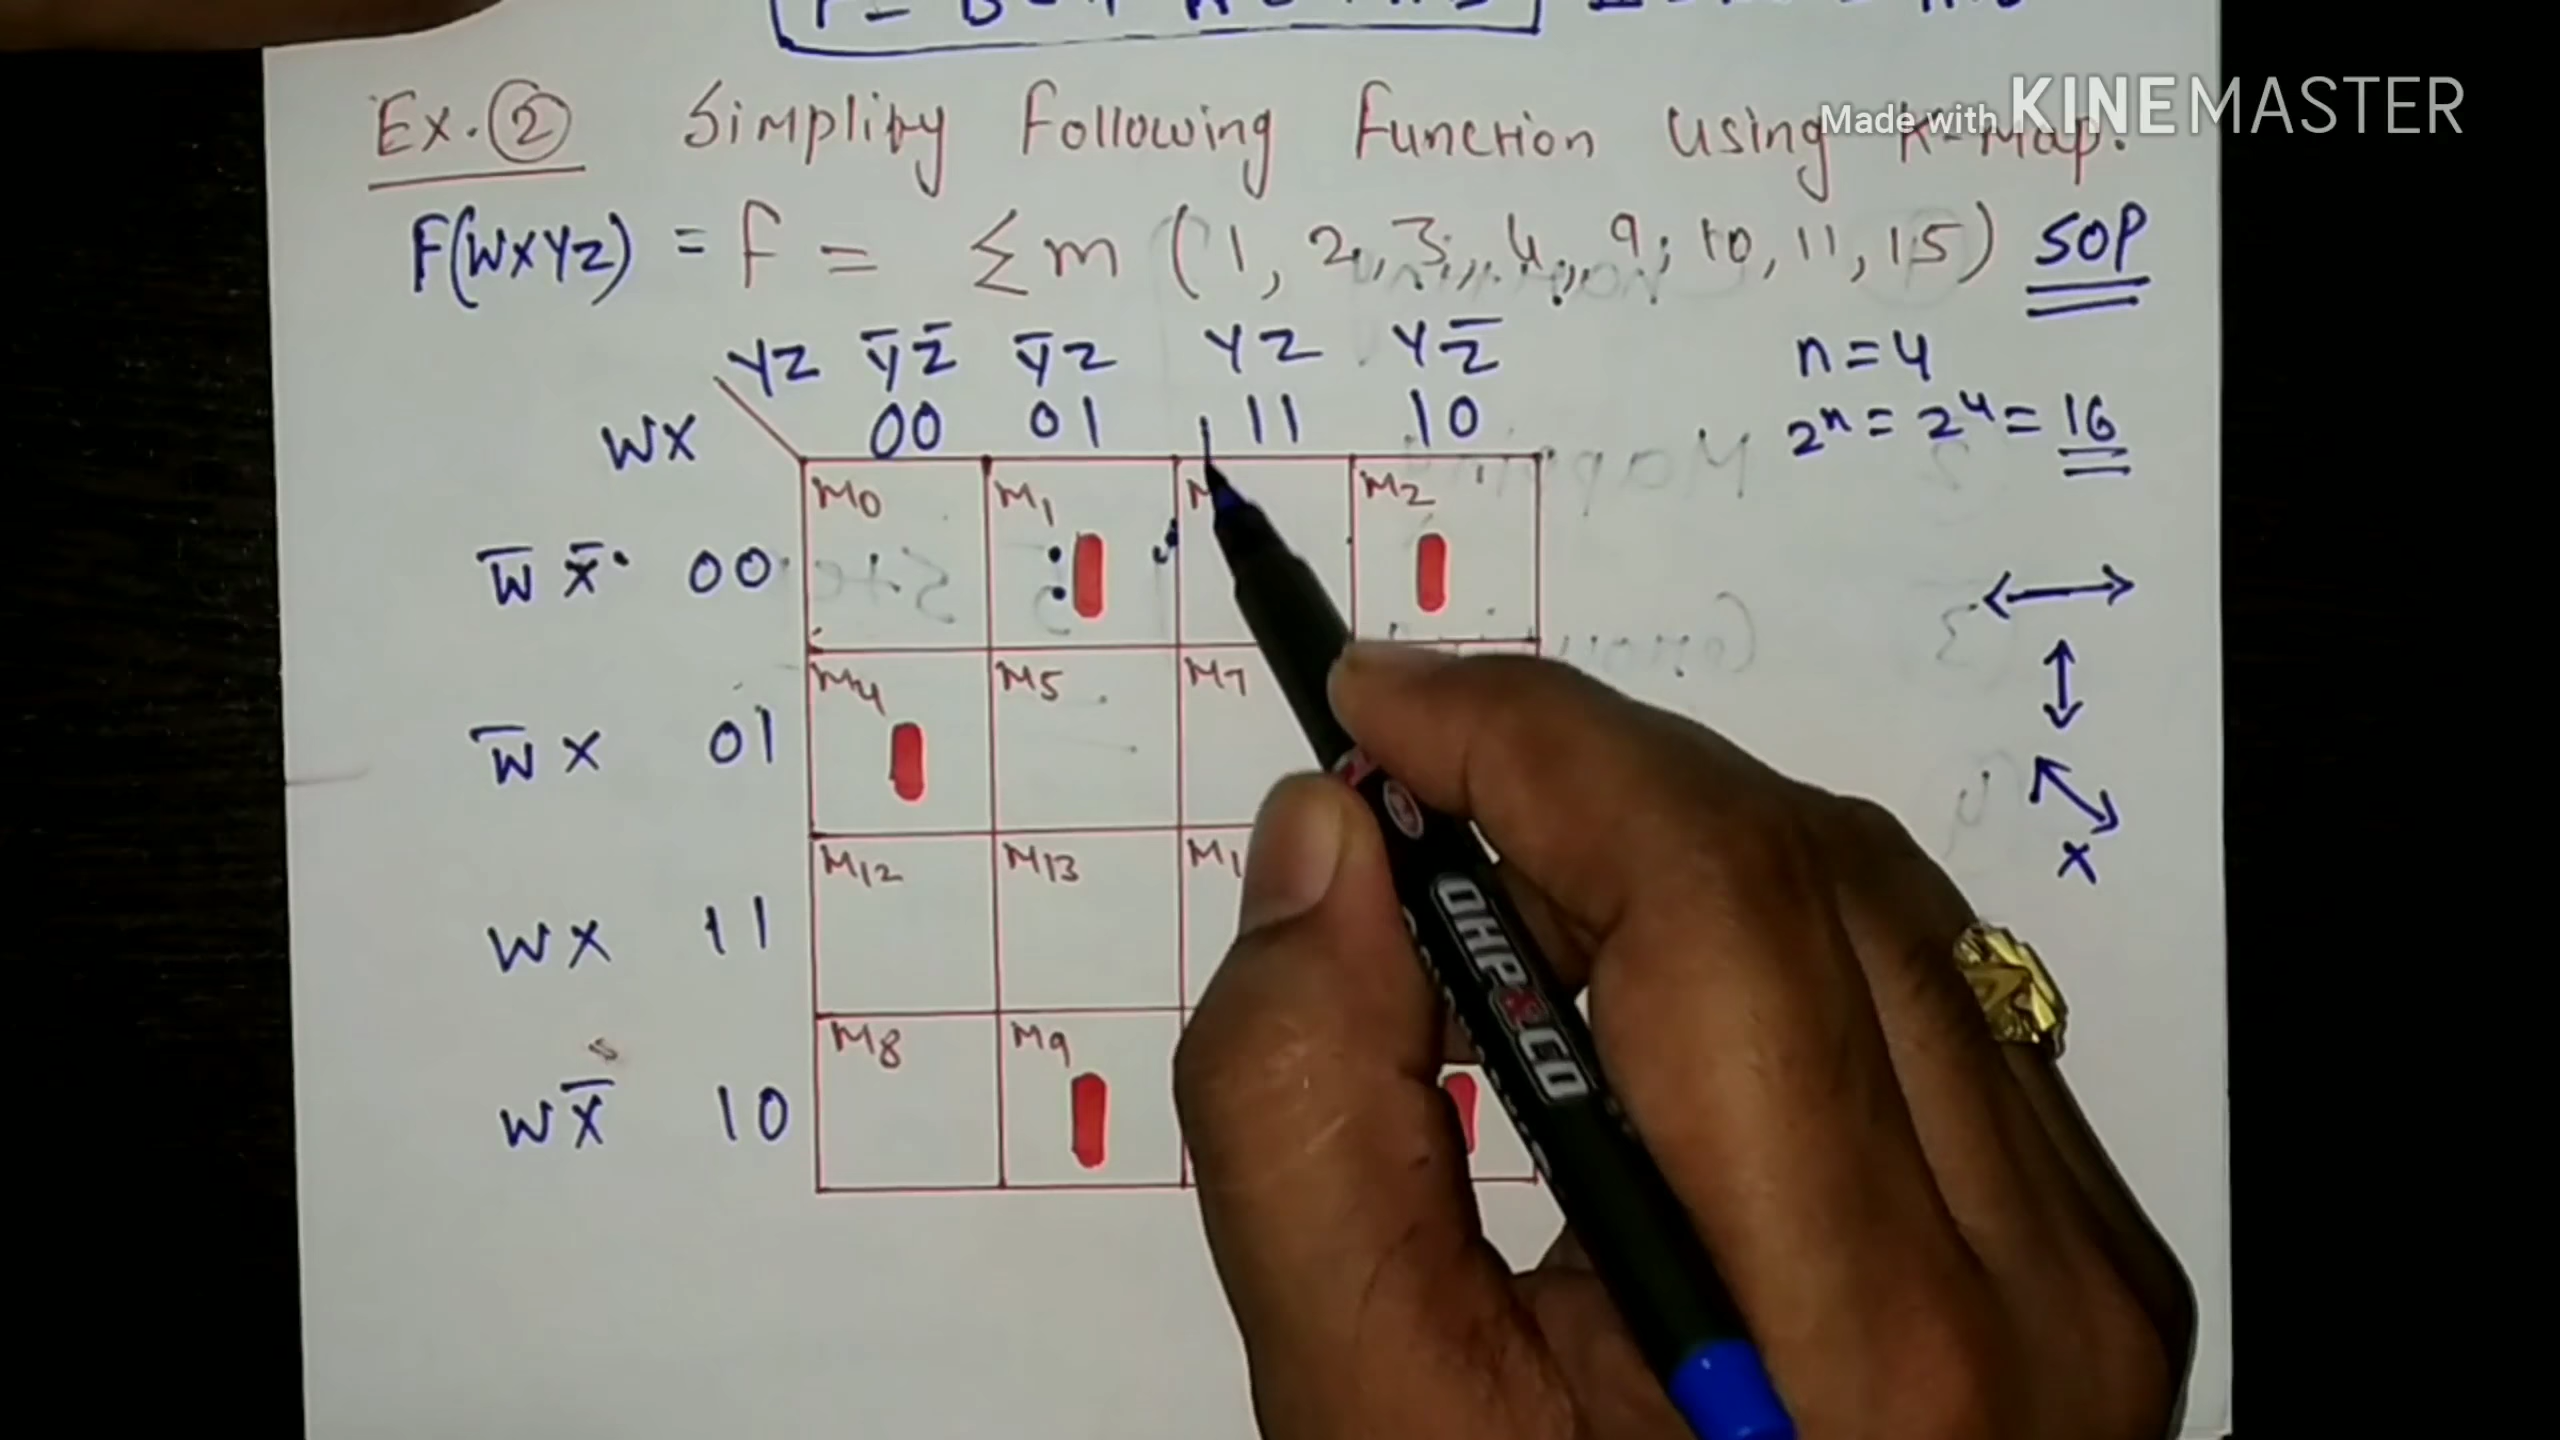 Ex. ② Simplify Following Function Using K-Map.
Made with KINEMASTER
F(WXYZ) = F = Σm (1, 2, 3, 4, 9, 10, 11, 15) SOP
YZ Y̅Z̅ Y̅Z YZ YZ̅
WX 00 01 11 10
n = 4
2ⁿ = 2⁴ = 16
M0 M1 M2
W̅ X̅ 00
M4 M5 M7
W̅ X 01
x
M12 M13
WX 11
M8 M9
WX̅ 10
OHPECO